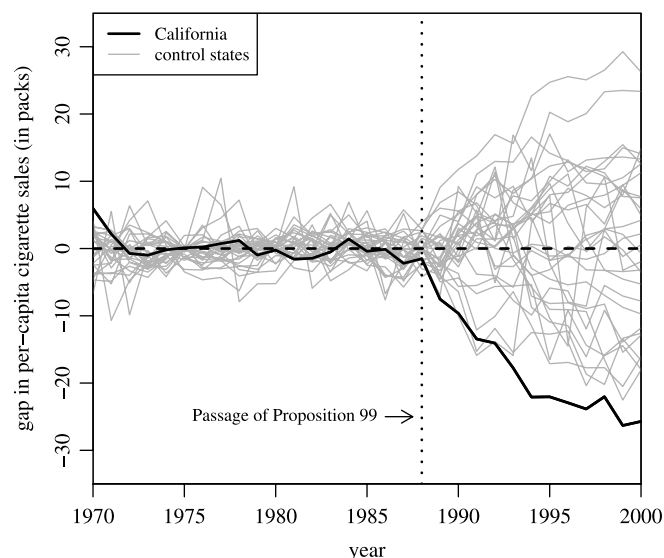 California
control states
gap in per−capita cigarette sales (in packs)
30
20
10
0
−10
−20
−30
Passage of Proposition 99
1970
1975
1980
1985
1990
1995
2000
year